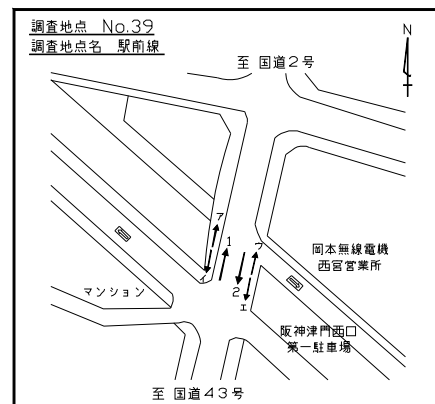 調査地点 No.39
調査地点名 駅前線
N
至 国道2号
ア
1
ウ
イ
2
エ
岡本無線電機
西宮営業所
マンション
阪神津門西口
第一駐車場
至 国道43号